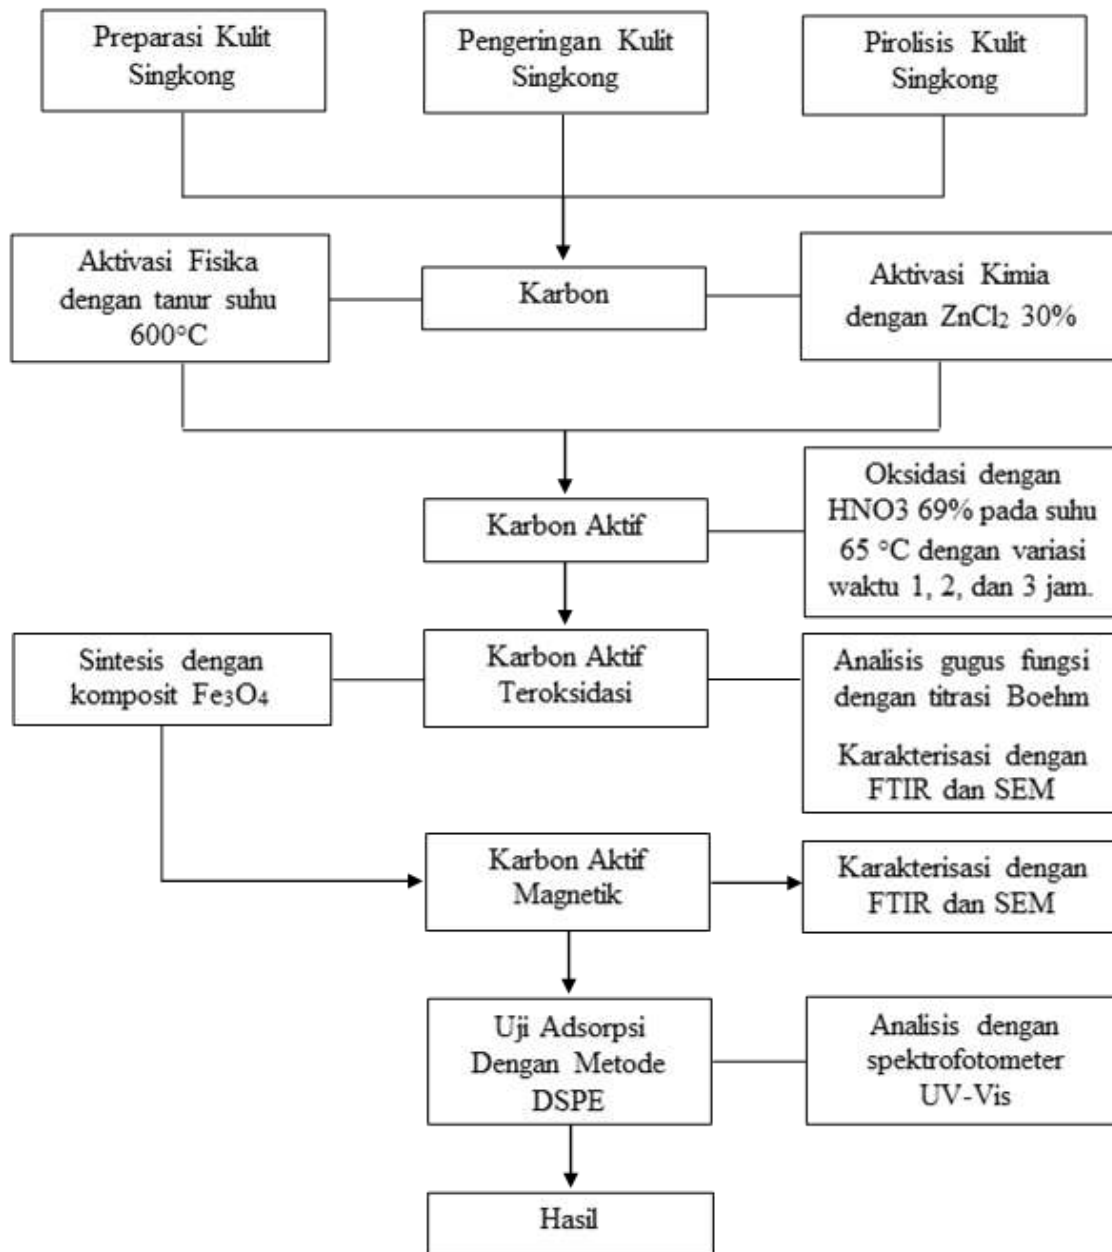 Preparasi Kulit
Singkong
Pengeringan Kulit
Singkong
Pirolisis Kulit
Singkong
Aktivasi Fisika
dengan tanur suhu
600°C
Karbon
Aktivasi Kimia
dengan ZnCl₂ 30%
Karbon Aktif
Oksidasi dengan
HNO3 69% pada suhu
65 °C dengan variasi
waktu 1, 2, dan 3 jam.
Sintesis dengan
komposit Fe₃O₄
Karbon Aktif
Teroksidasi
Analisis gugus fungsi
dengan titrasi Boehm
Karakterisasi dengan
FTIR dan SEM
Karbon Aktif
Magnetik
Karakterisasi dengan
FTIR dan SEM
Uji Adsorpsi
Dengan Metode
DSPE
Analisis dengan
spektrofotometer
UV-Vis
Hasil